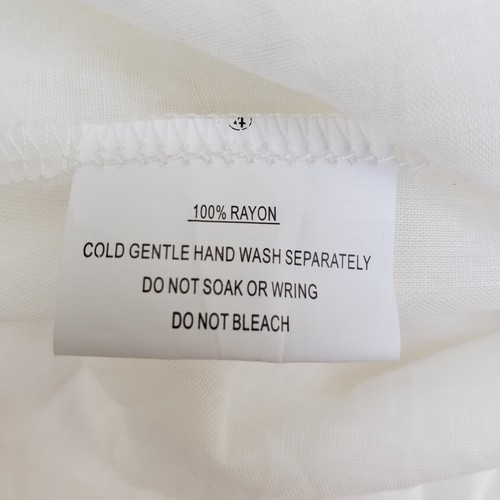 100% RAYON
COLD GENTLE HAND WASH SEPARATELY
DO NOT SOAK OR WRING
DO NOT BLEACH